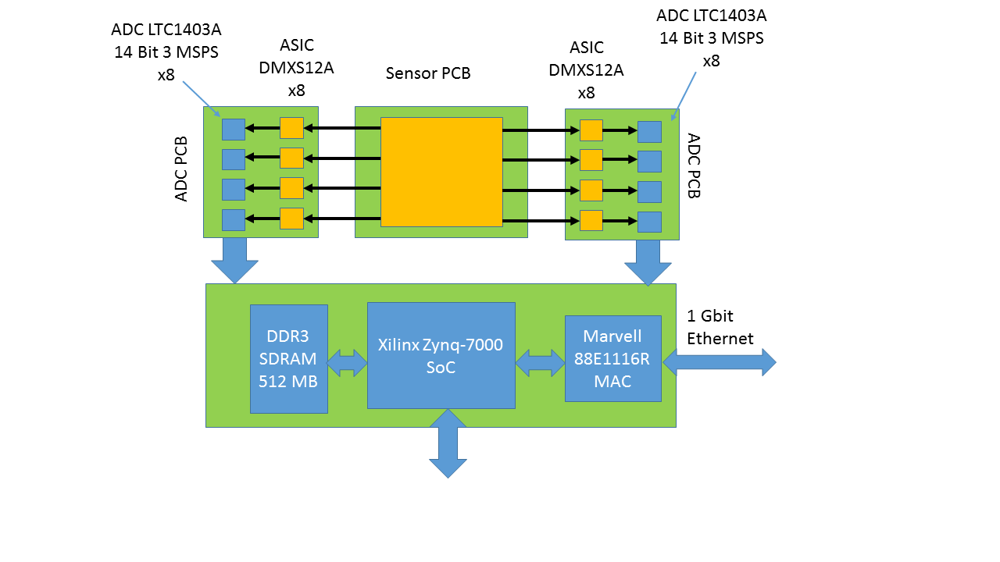 ADC LTC1403A
14 Bit 3 MSPS
x8
ASIC
DMXS12A
x8
Sensor PCB
ASIC
DMXS12A
x8
ADC LTC1403A
14 Bit 3 MSPS
x8
ADC PCB
ADC PCB
DDR3
SDRAM
512 MB
Xilinx Zynq-7000
SoC
Marvell
88E1116R
MAC
1 Gbit
Ethernet